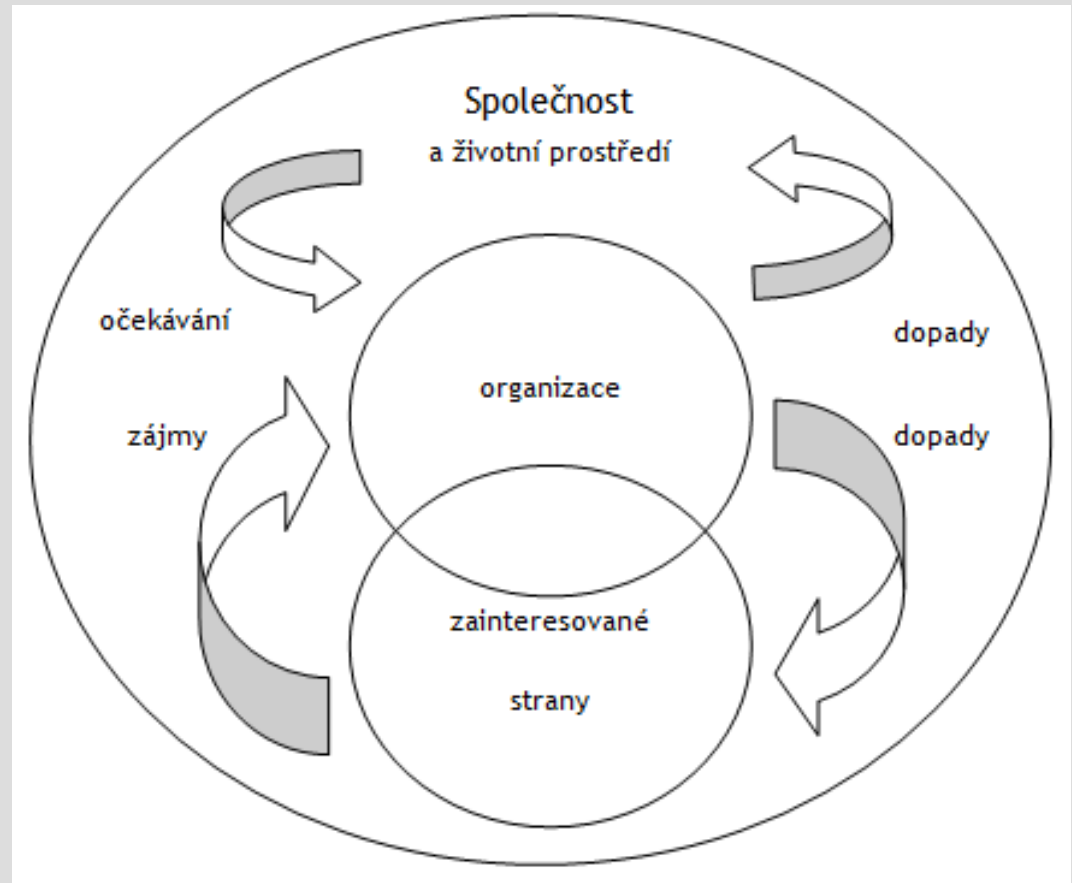 Společnost
a životní prostředí
očekávání
dopady
organizace
zájmy
dopady
zainteresované
strany